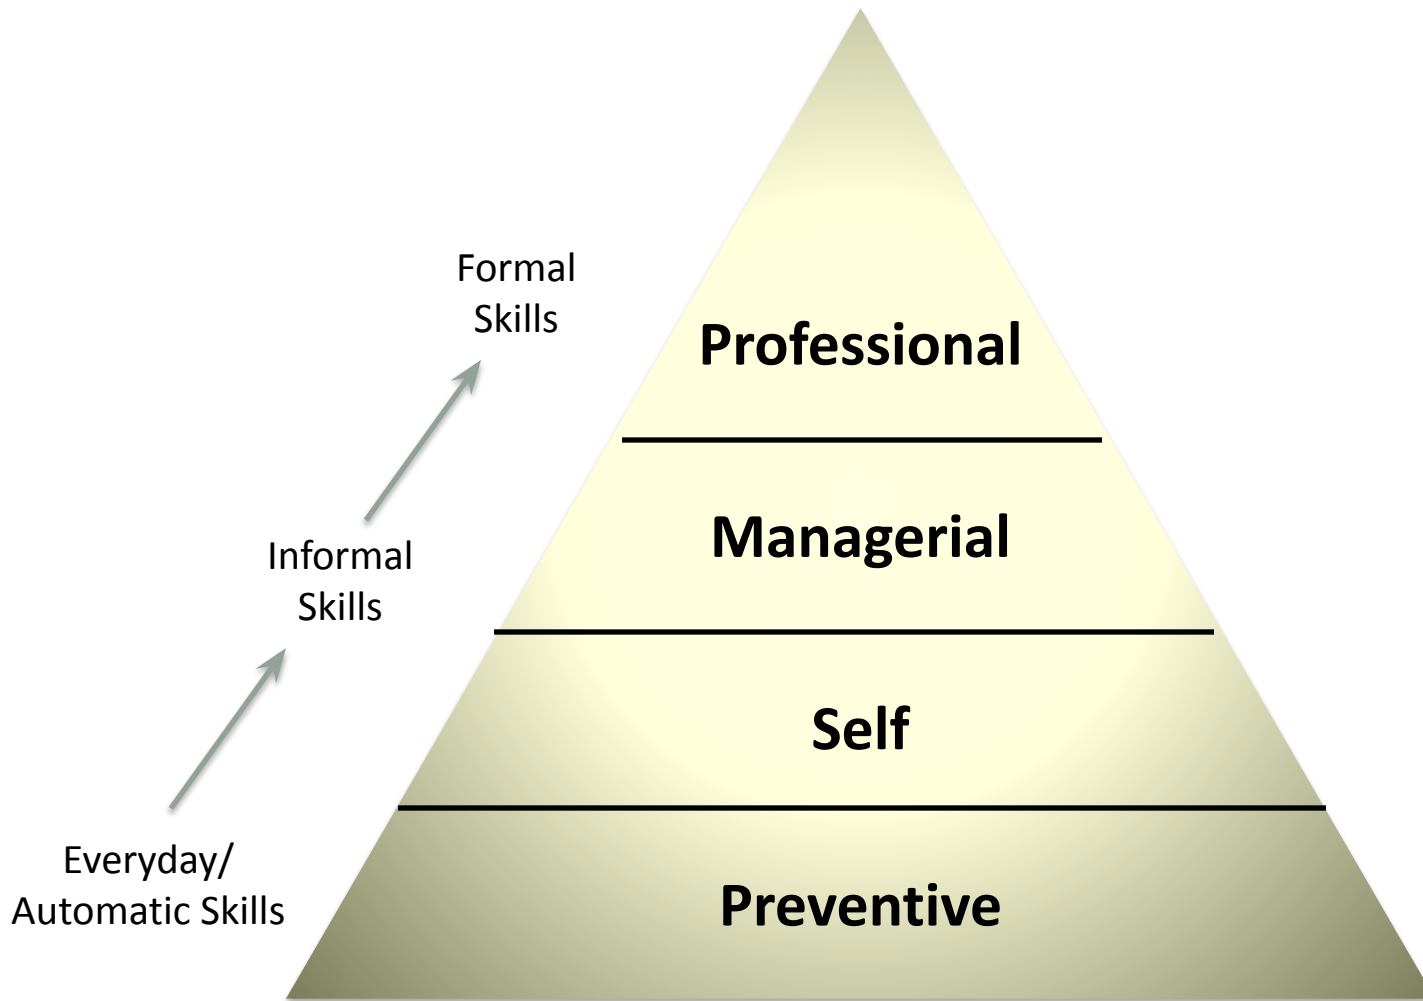 Formal
Skills
Professional
Managerial
Informal
Skills
Self
Everyday/
Automatic Skills
Preventive